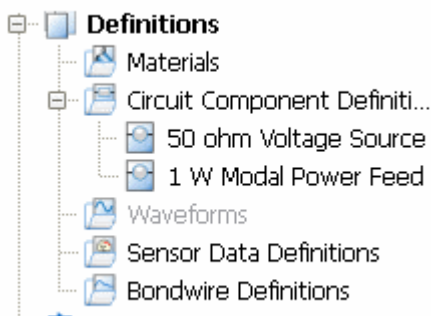 Definitions
Materials
Circuit Component Definiti...
50 ohm Voltage Source
1 W Modal Power Feed
Waveforms
Sensor Data Definitions
Bondwire Definitions